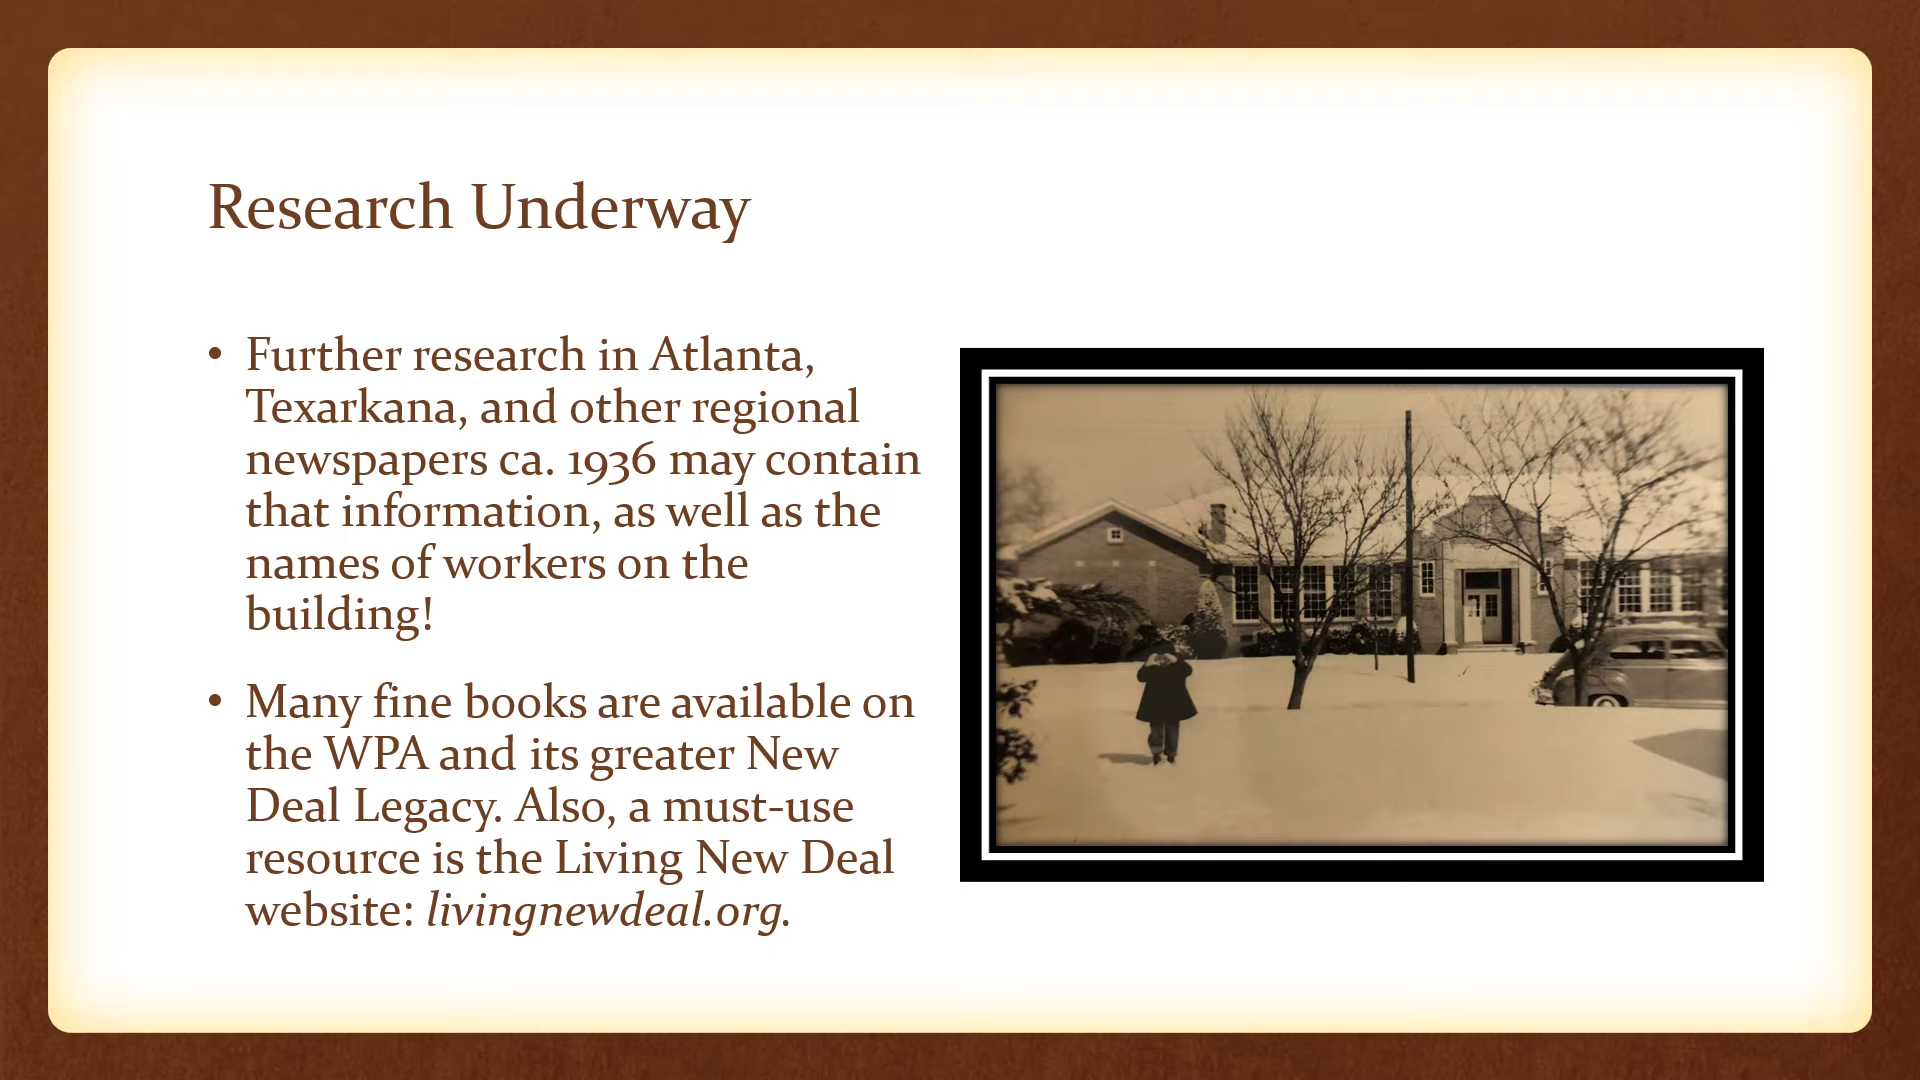 Research Underway
• Further research in Atlanta,
Texarkana, and other regional
newspapers ca. 1936 may contain
that information, as well as the
names of workers on the
building!
• Many fine books are available on
the WPA and its greater New
Deal Legacy. Also, a must-use
resource is the Living New Deal
website: livingnewdeal.org.